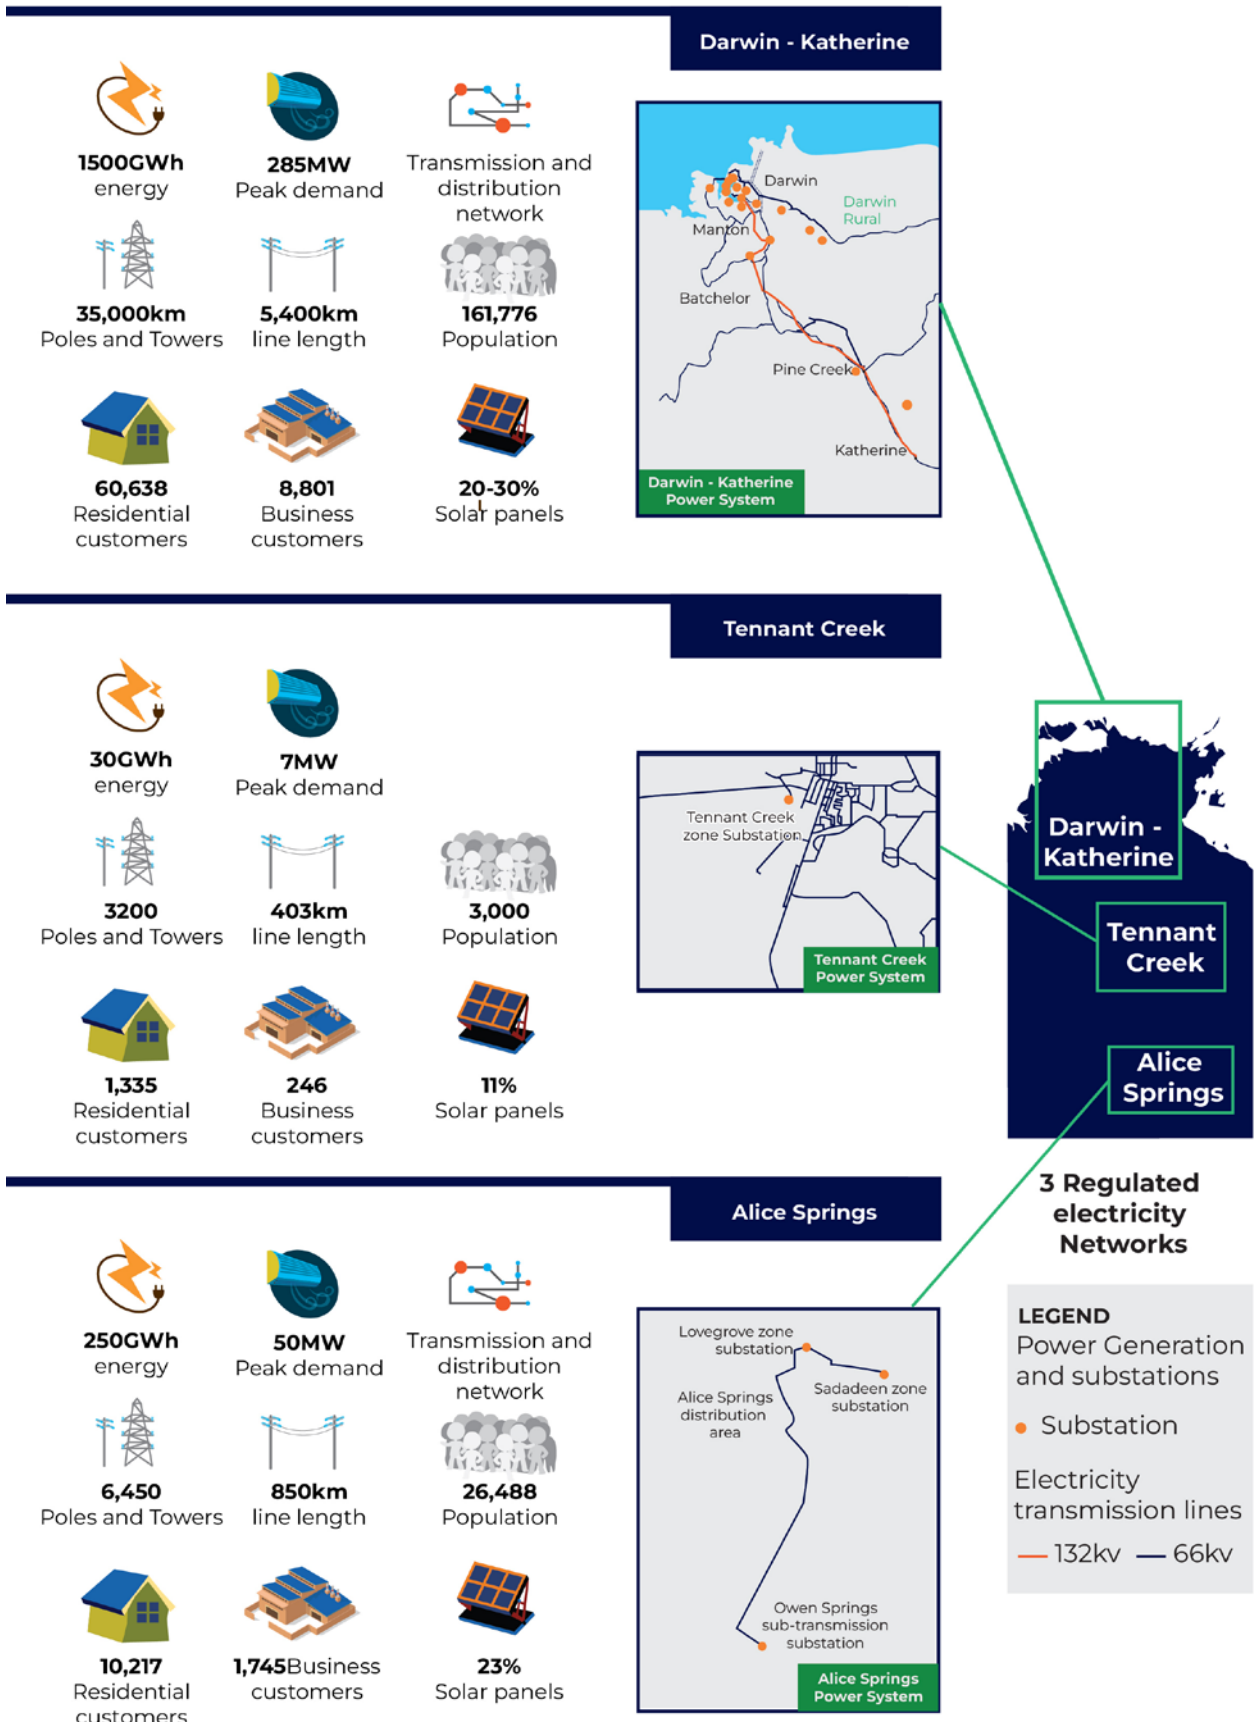 Darwin - Katherine
1500GWh
energy
285MW
Peak demand
Transmission and
distribution
network
35,000km
Poles and Towers
5,400km
line length
161,776
Population
60,638
Residential
customers
8,801
Business
customers
20-30%
Solar panels
Darwin
Darwin
Rural
Manton
Batchelor
Pine Creek
Katherine
Darwin - Katherine
Power System
Tennant Creek
30GWh
energy
7MW
Peak demand
3200
Poles and Towers
403km
line length
3,000
Population
1,335
Residential
customers
246
Business
customers
11%
Solar panels
Tennant Creek
zone Substation
Tennant Creek
Power System
Alice Springs
250GWh
energy
50MW
Peak demand
Transmission and
distribution
network
6,450
Poles and Towers
850km
line length
26,488
Population
10,217
Residential
customers
1,745Business
customers
23%
Solar panels
Lovegrove zone
substation
Sadadeen zone
substation
Alice Springs
distribution
area
Owen Springs
sub-transmission
substation
Alice Springs
Power System
Darwin -
Katherine
Tennant
Creek
Alice
Springs
3 Regulated
electricity
Networks
LEGEND
Power Generation
and substations
Substation
Electricity
transmission lines
132kv 66kv